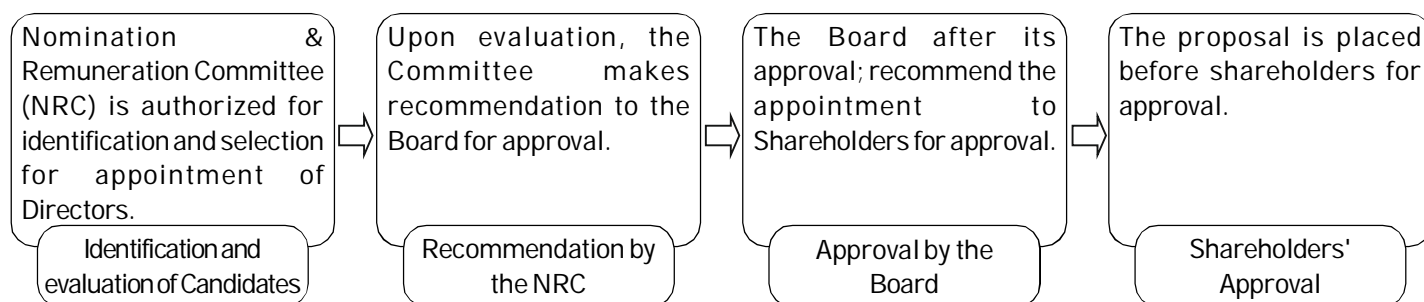 Nomination &
Remuneration Committee
(NRC) is authorized for
identification and selection
for appointment of
Directors.
Identification and
evaluation of Candidates
Upon evaluation, the
Committee makes
recommendation to the
Board for approval.
Recommendation by
the NRC
The Board after its
approval; recommend the
appointment to
Shareholders for approval.
Approval by the
Board
The proposal is placed
before shareholders for
approval.
Shareholders'
Approval